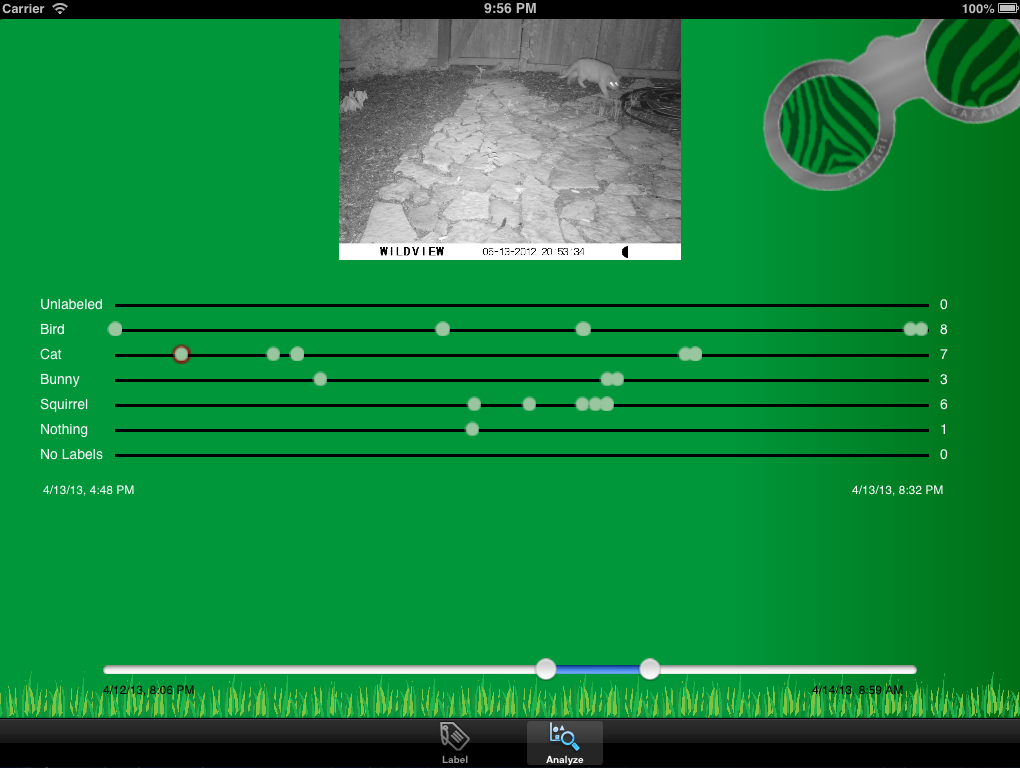 Carrier 9:56 PM 100%
SAFARI
SAFARI
WILDVIEW 05-13-2012 20:53:34
Unlabeled 0
Bird 8
Cat 7
Bunny 3
Squirrel 6
Nothing 1
No Labels 0
4/13/13, 4:48 PM 4/13/13, 8:32 PM
4/12/13, 8:06 PM 4/14/13, 8:59 AM
Label Analyze